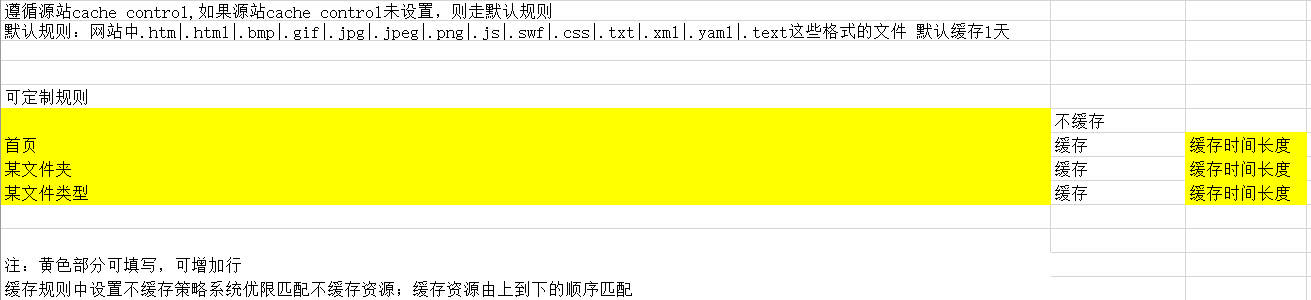 遵循源站cache control,如果源站cache control未设置，则走默认规则
默认规则：网站中.htm|.html|.bmp|.gif|.jpg|.jpeg|.png|.js|.swf|.css|.txt|.xml|.yaml|.text这些格式的文件 默认缓存1天
可定制规则
不缓存
首页 缓存 缓存时间长度
某文件夹 缓存 缓存时间长度
某文件类型 缓存 缓存时间长度
注：黄色部分可填写，可增加行
缓存规则中设置不缓存策略系统优限匹配不缓存资源；缓存资源由上到下的顺序匹配